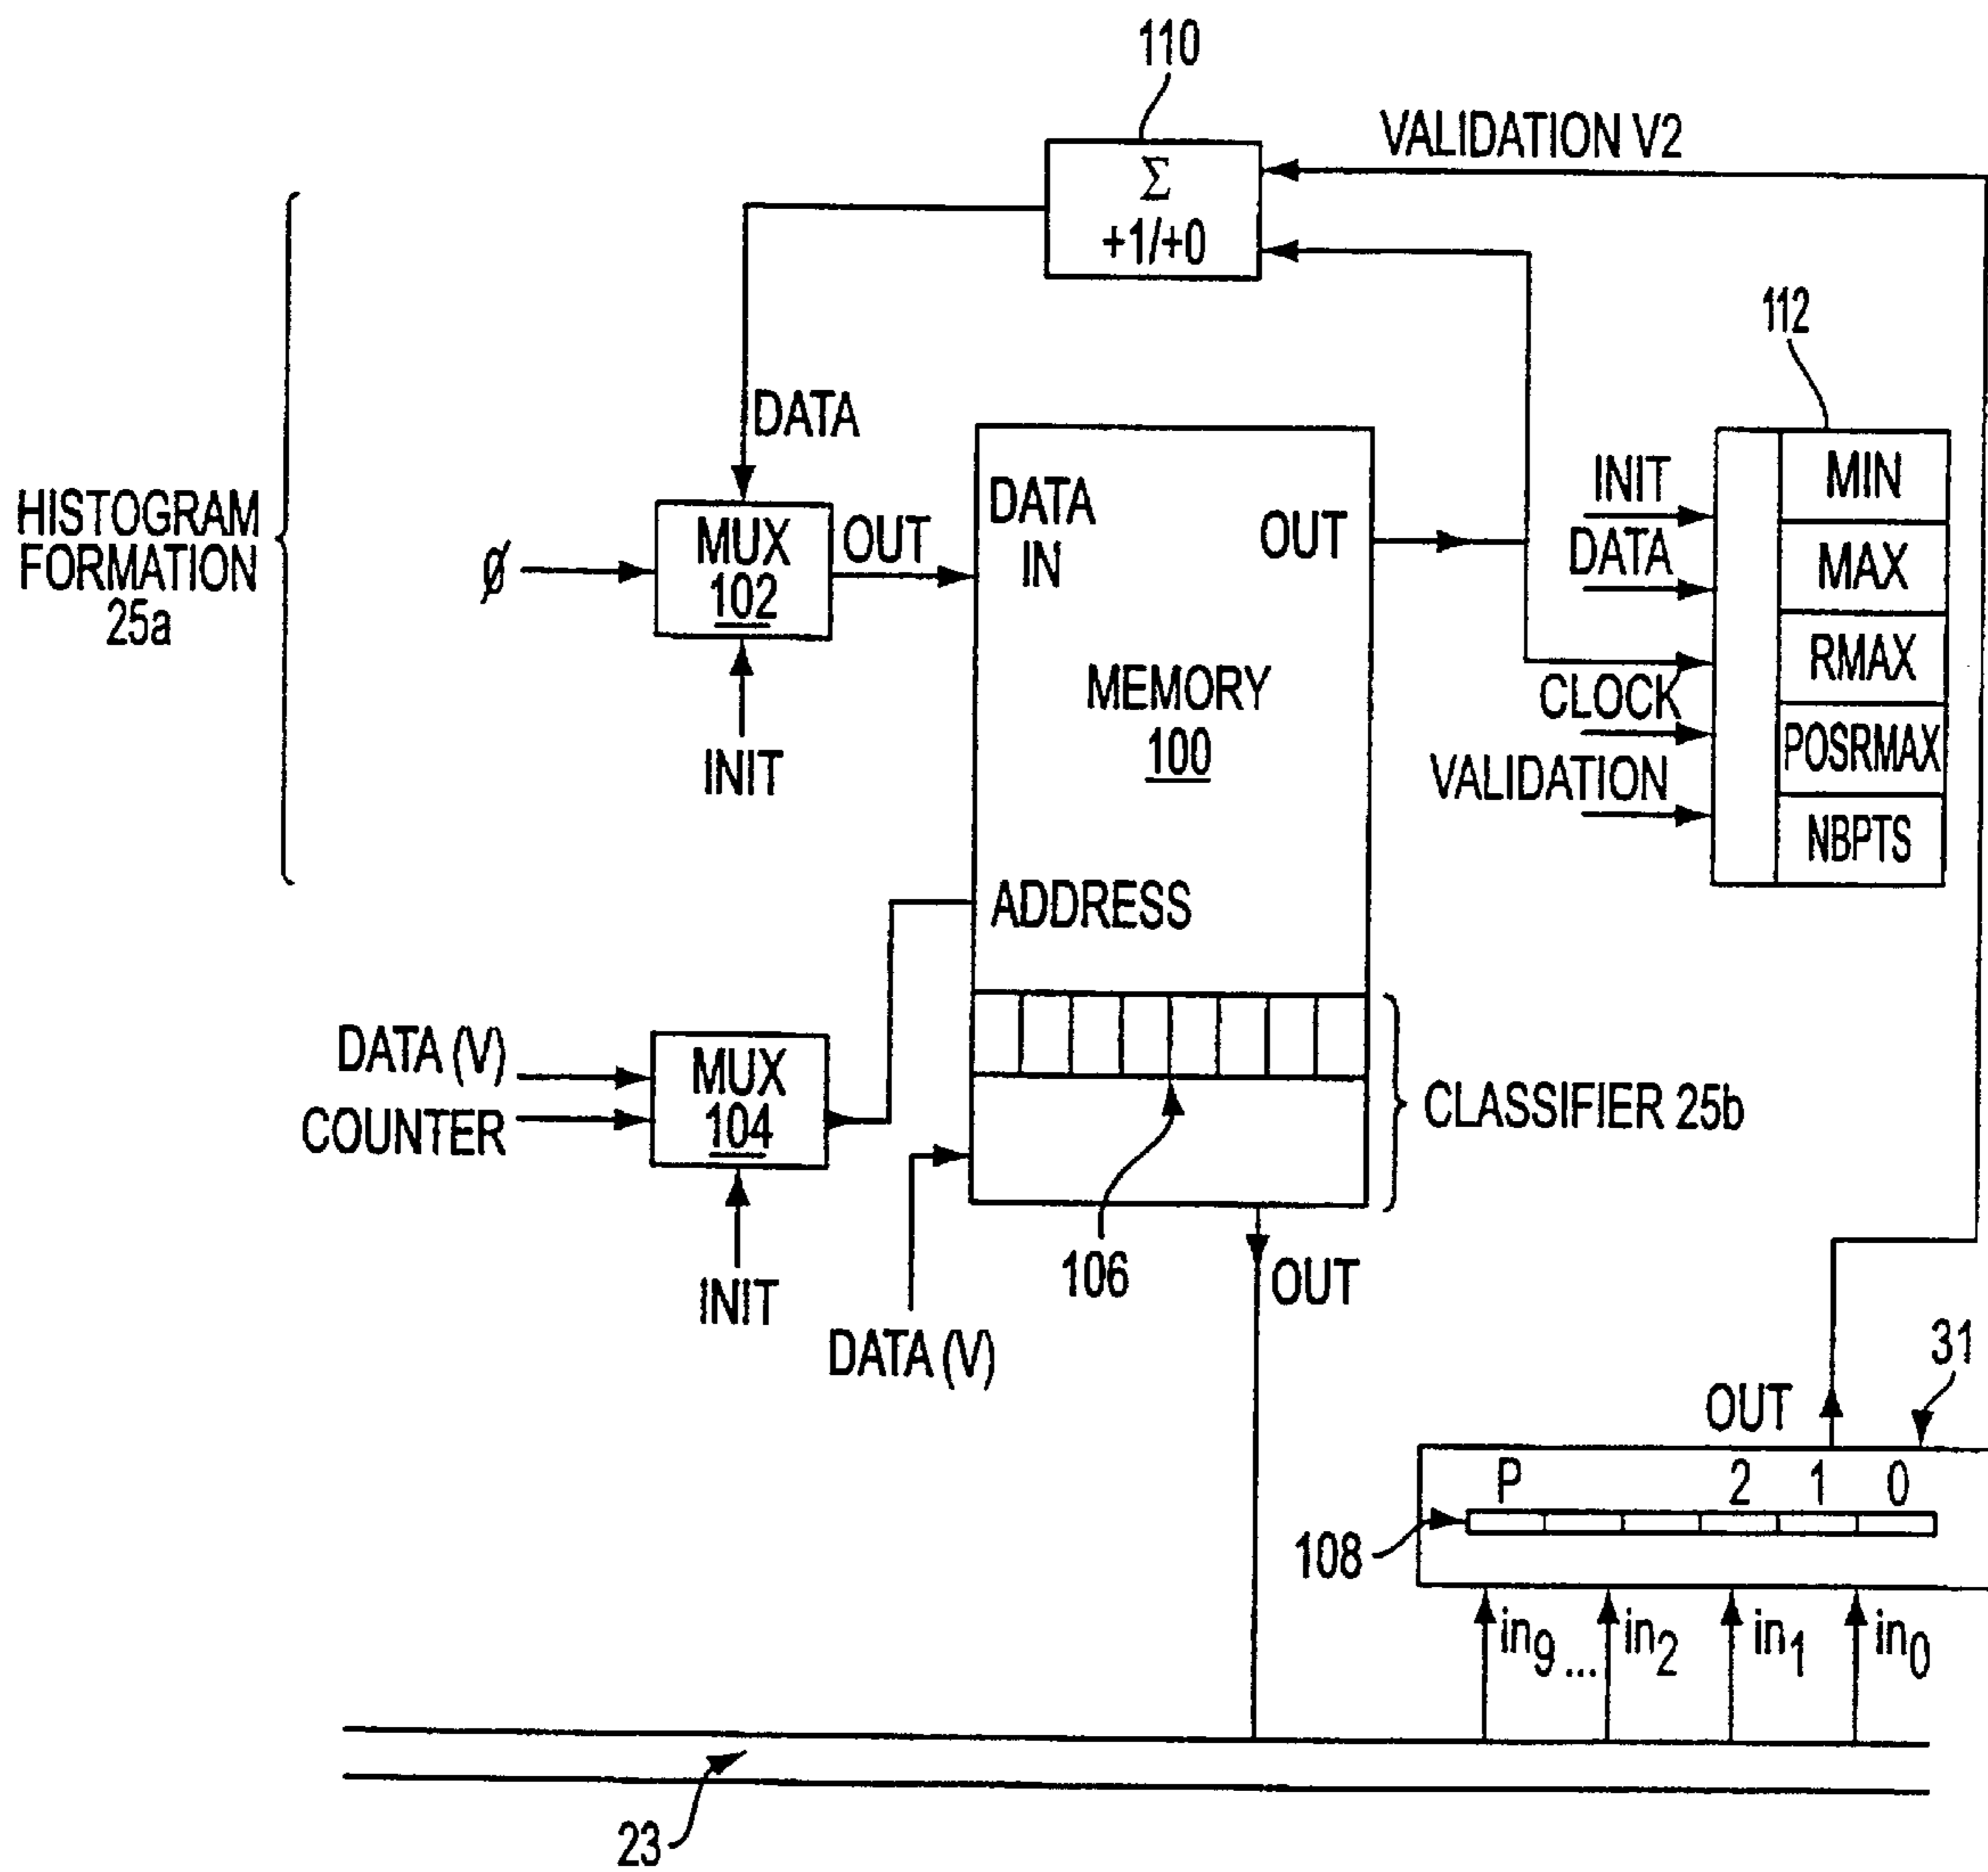 110
VALIDATION V2
Σ
+1/+0
112
DATA
INIT
MIN
HISTOGRAM
FORMATION
25a
Ø
MUX
102
OUT
DATA
IN
OUT
DATA
MAX
RMAX
CLOCK
MEMORY
100
POSRMAX
INIT
VALIDATION
NBPTS
ADDRESS
DATA (V)
COUNTER
MUX
104
CLASSIFIER 25b
INIT
106
OUT
DATA (V)
31
OUT
P 2 1 0
108
in9... in2 in1 in0
23